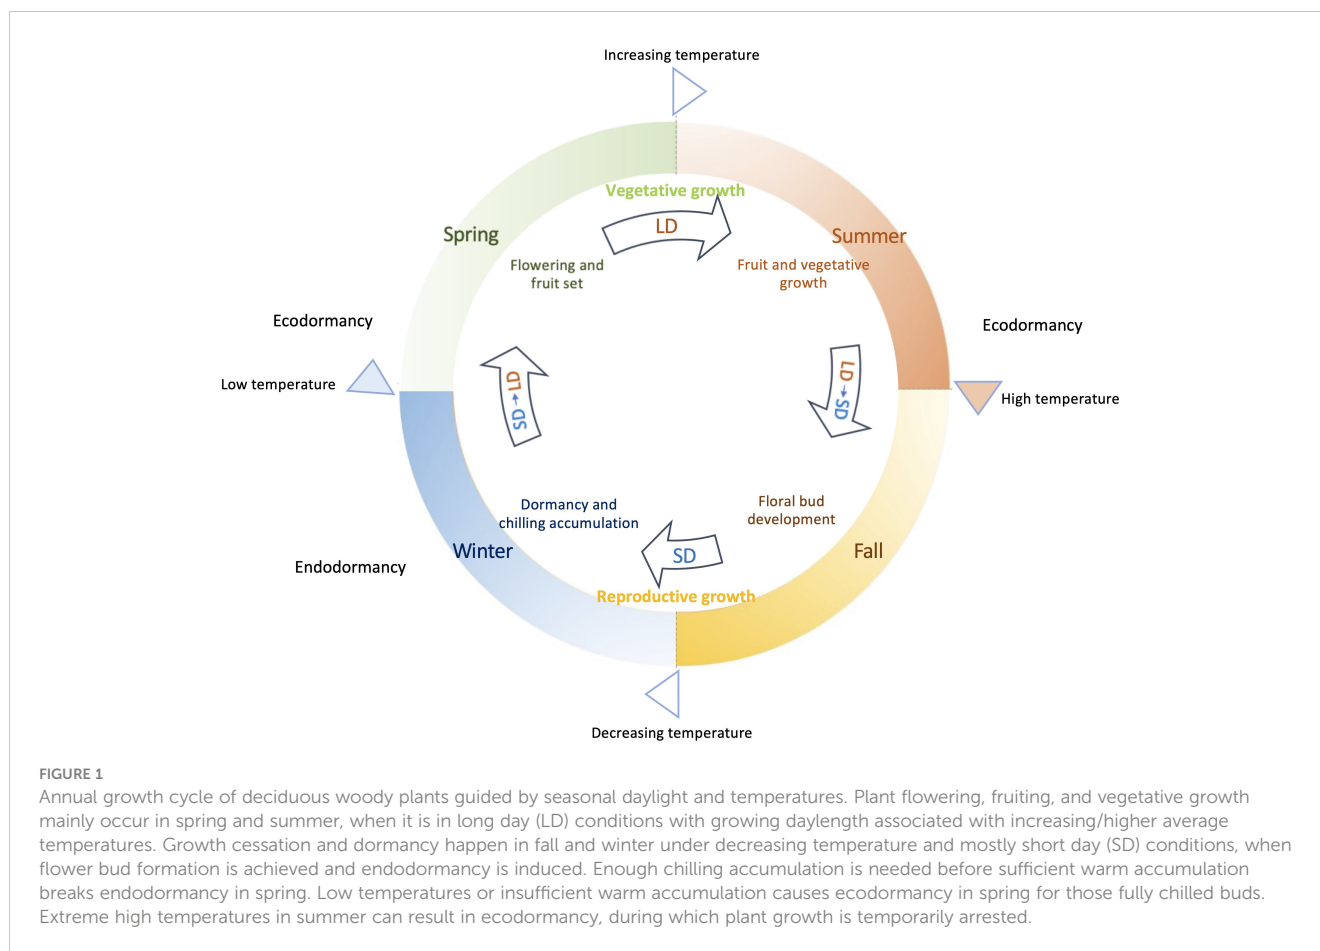 Increasing temperature
Vegetative growth
LD
Spring
Summer
Flowering and
fruit set
Fruit and vegetative
growth
Ecodormancy
Ecodormancy
Low temperature
High temperature
SD→LD
LD→SD
Dormancy and
chilling accumulation
Floral bud
development
Winter
Fall
SD
Endodormancy
Reproductive growth
Decreasing temperature
FIGURE 1
Annual growth cycle of deciduous woody plants guided by seasonal daylight and temperatures. Plant flowering, fruiting, and vegetative growth
mainly occur in spring and summer, when it is in long day (LD) conditions with growing daylength associated with increasing/higher average
temperatures. Growth cessation and dormancy happen in fall and winter under decreasing temperature and mostly short day (SD) conditions, when
flower bud formation is achieved and endodormancy is induced. Enough chilling accumulation is needed before sufficient warm accumulation
breaks endodormancy in spring. Low temperatures or insufficient warm accumulation causes ecodormancy in spring for those fully chilled buds.
Extreme high temperatures in summer can result in ecodormancy, during which plant growth is temporarily arrested.